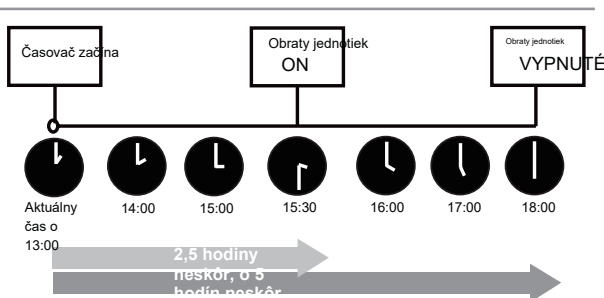 Časovač začína
Obraty jednotiek
ON
Obraty jednotiek
VYPNUTÉ
Aktuálny
čas o
13:00
14:00
15:00
15:30
16:00
17:00
18:00
2,5 hodiny
neskôr, o 5
hodín neskôr